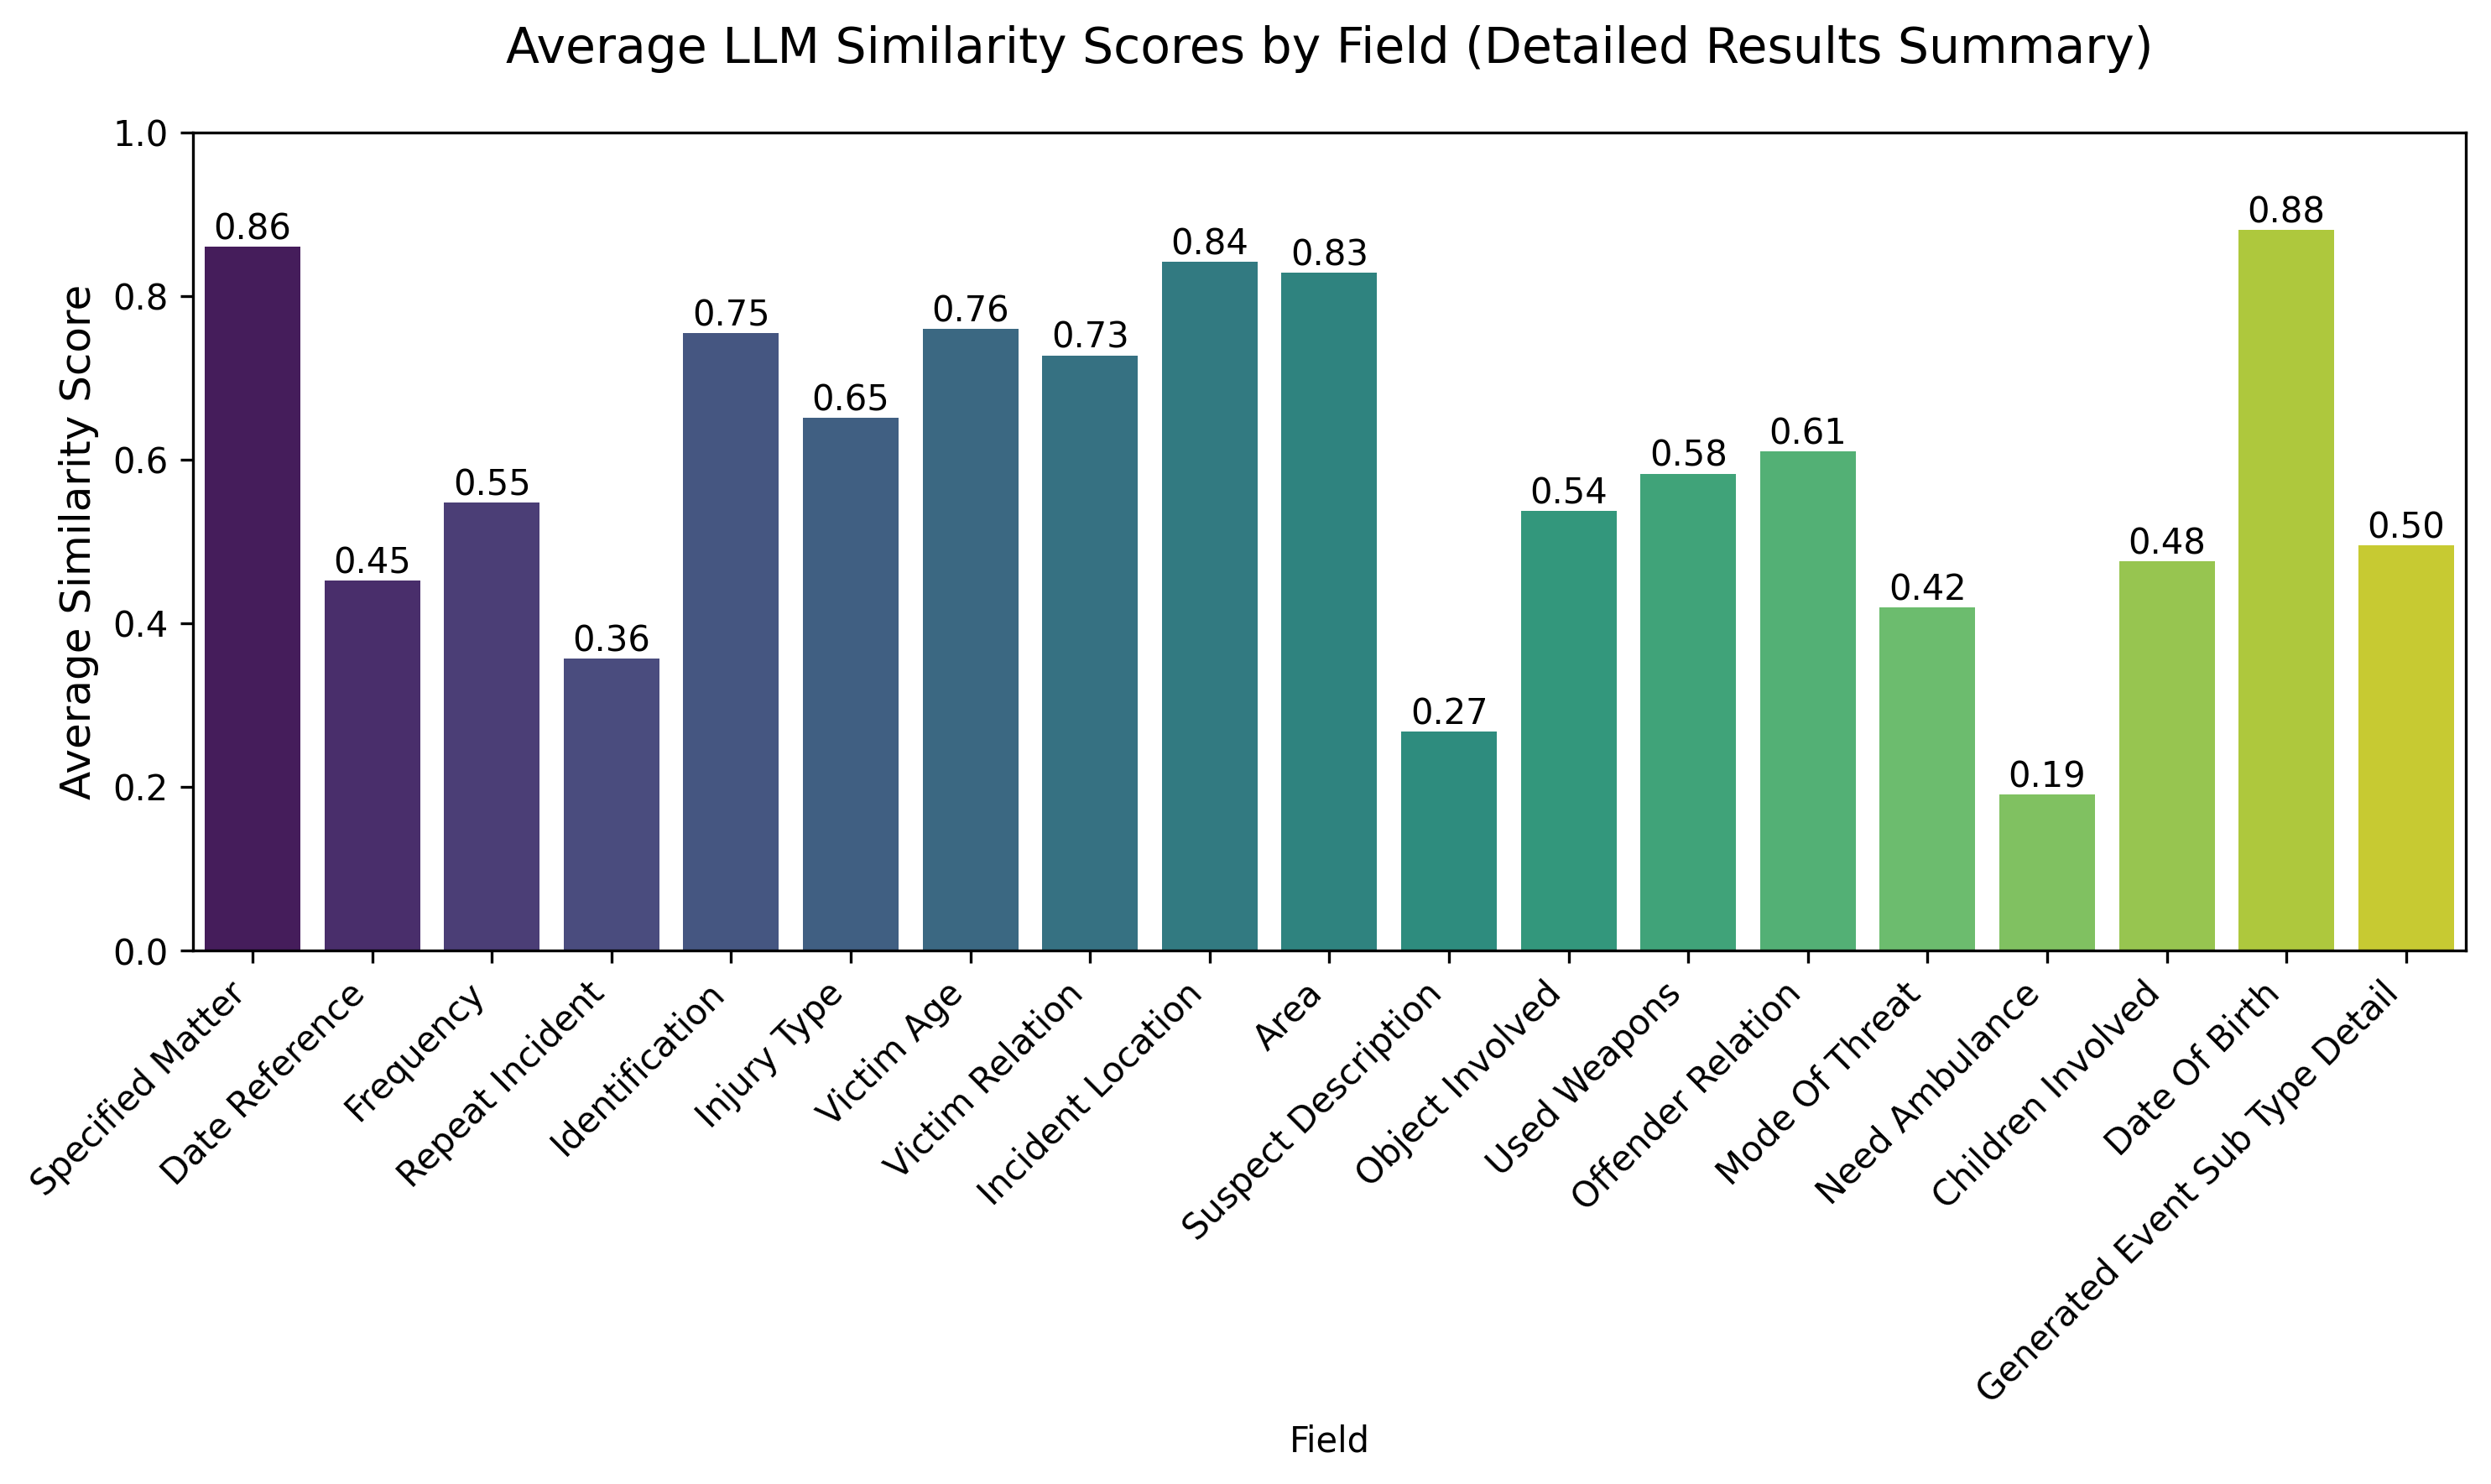 Average LLM Similarity Scores by Field (Detailed Results Summary)
Average Similarity Score
1.0
0.8
0.6
0.4
0.2
0.0
0.86
0.45
0.55
0.36
0.75
0.65
0.76
0.73
0.84
0.83
0.27
0.54
0.58
0.61
0.42
0.19
0.48
0.88
0.50
Specified Matter
Date Reference
Frequency
Repeat Incident
Identification
Injury Type
Victim Age
Victim Relation
Incident Location
Area
Suspect Description
Object Involved
Used Weapons
Offender Relation
Mode Of Threat
Need Ambulance
Children Involved
Date Of Birth
Generated Event Sub Type Detail
Field